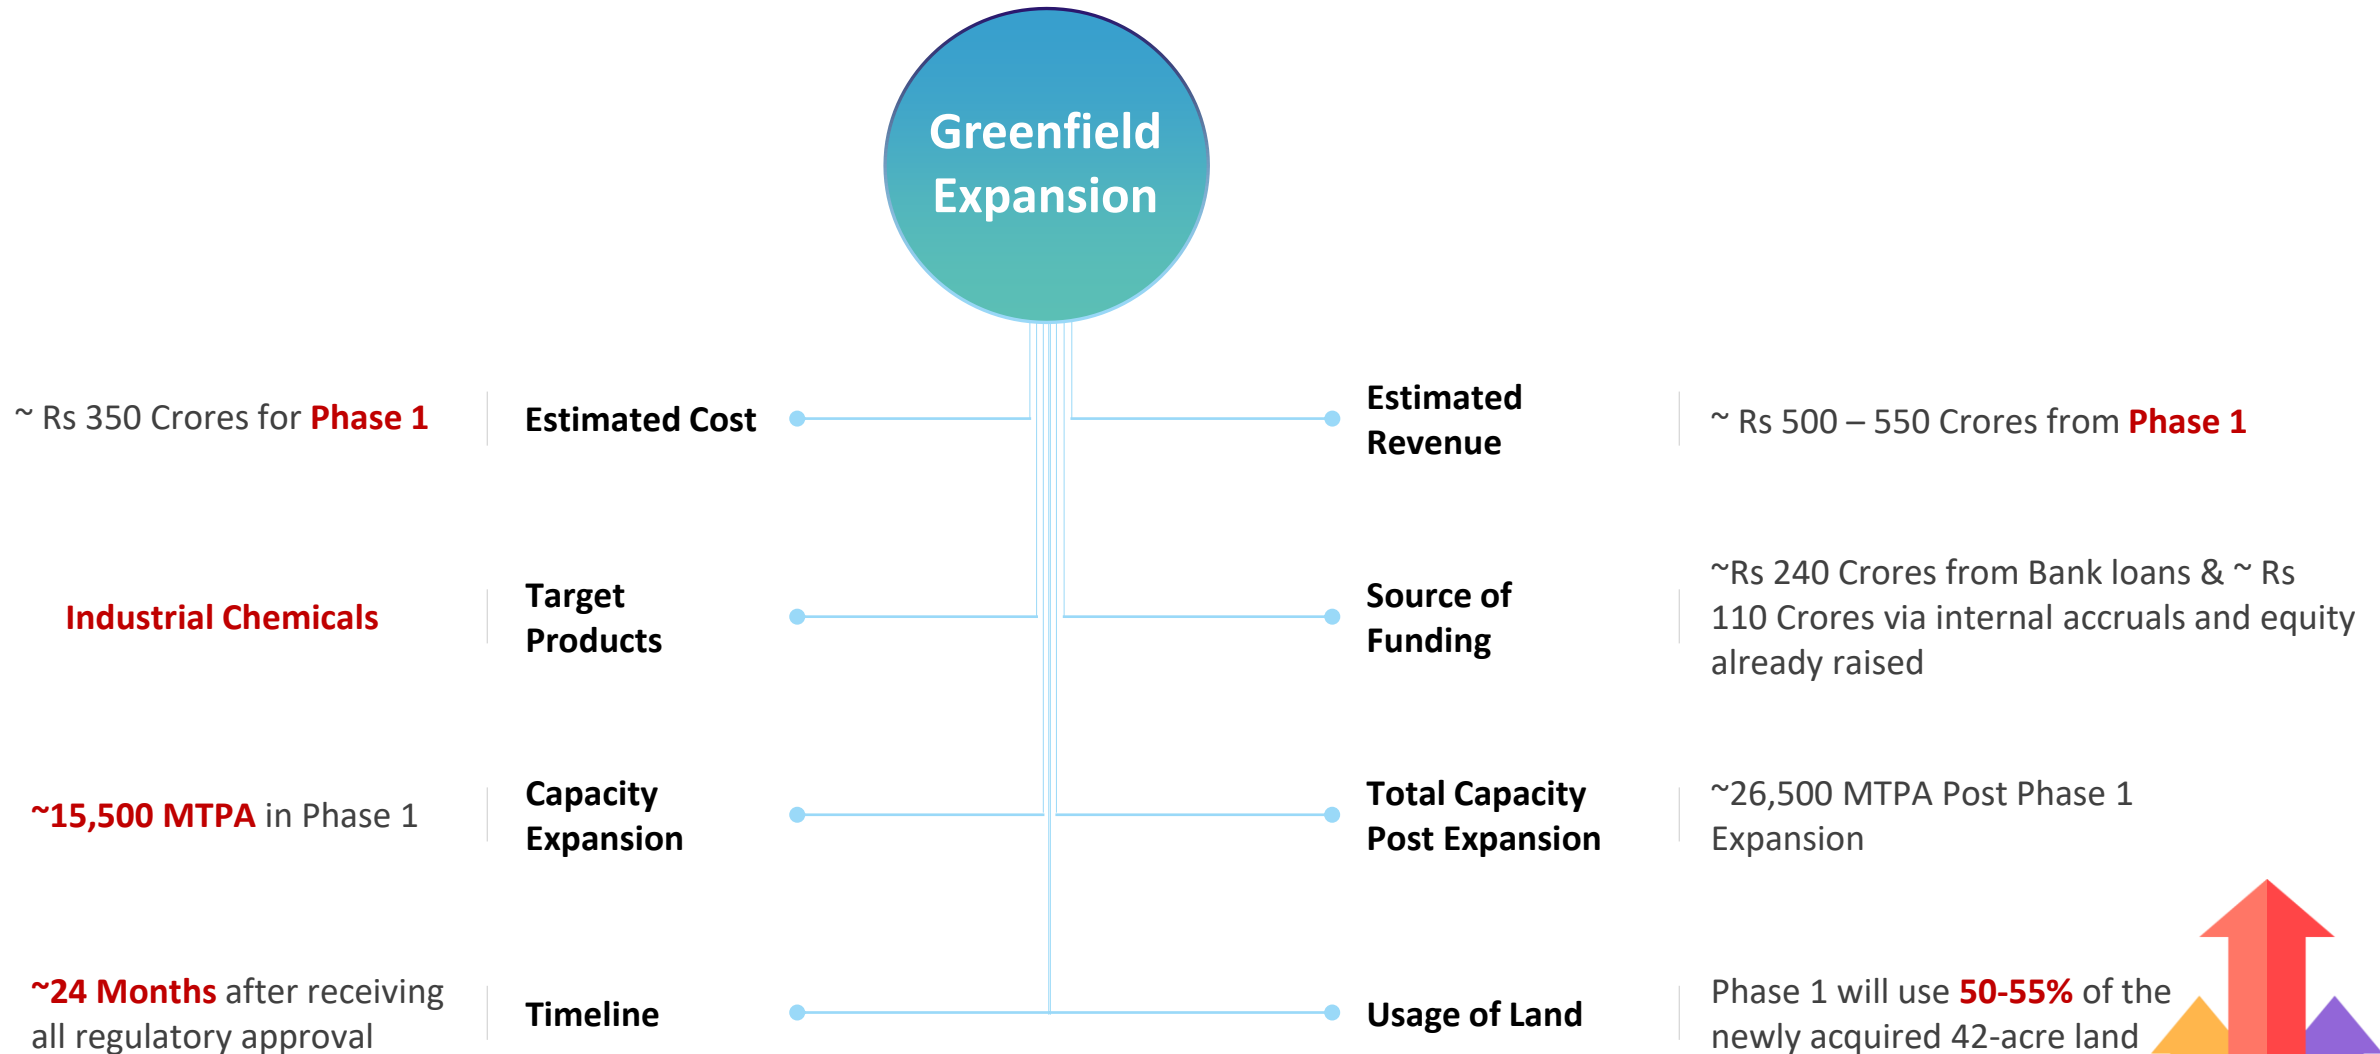 Greenfield
Expansion
~ Rs 350 Crores for Phase 1
Estimated Cost
Estimated
Revenue
~ Rs 500 – 550 Crores from Phase 1
Industrial Chemicals
Target
Products
Source of
Funding
~Rs 240 Crores from Bank loans & ~ Rs
110 Crores via internal accruals and equity
already raised
~15,500 MTPA in Phase 1
Capacity
Expansion
Total Capacity
Post Expansion
~26,500 MTPA Post Phase 1
Expansion
~24 Months after receiving
all regulatory approval
Timeline
Usage of Land
Phase 1 will use 50-55% of the
newly acquired 42-acre land